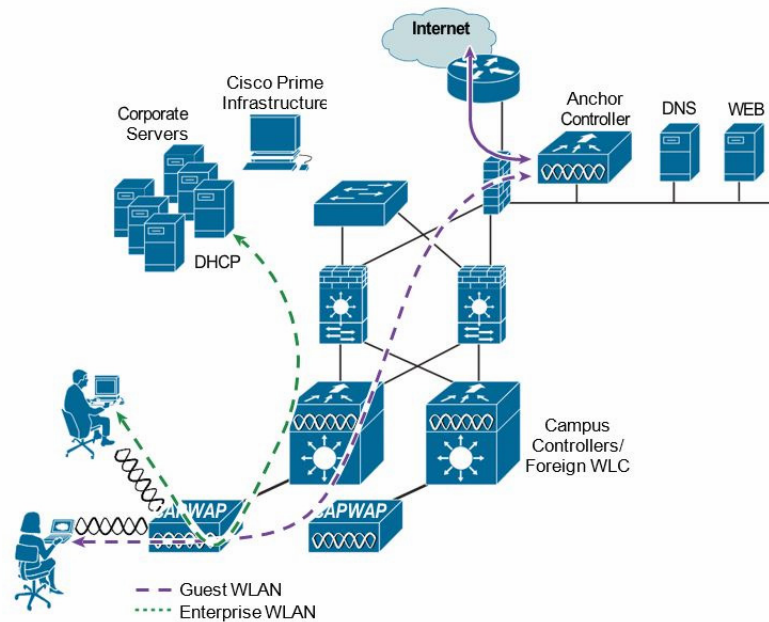 Internet
Cisco Prime
Infrastructure
Corporate
Servers
Anchor
Controller
DNS
WEB
DHCP
Campus
Controllers/
Foreign WLC
CAPWAP
CAPWAP
Guest WLAN
Enterprise WLAN